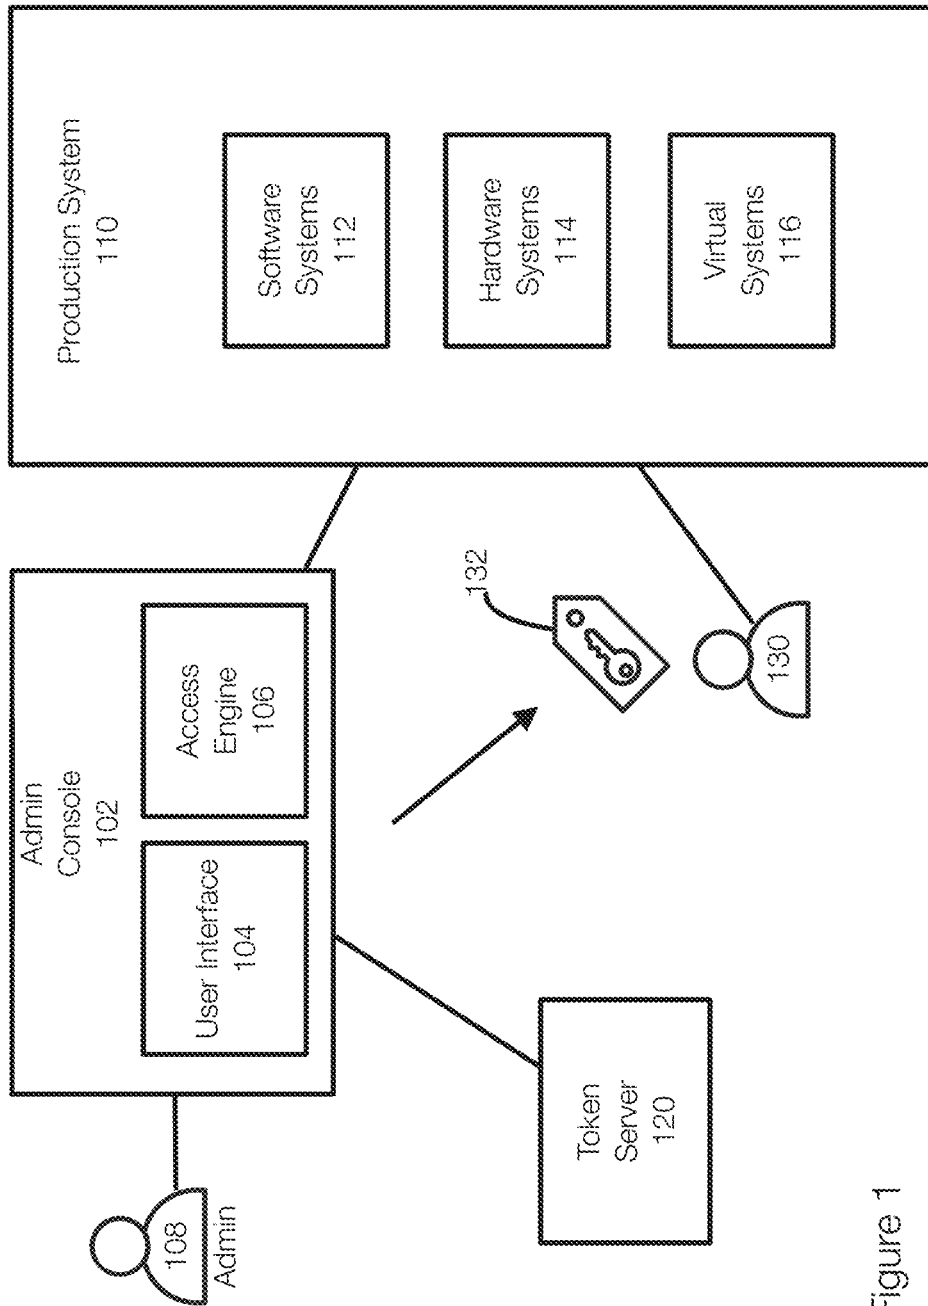 Admin
Console
102
User Interface
104
Access
Engine
106
Production System
110
Software
Systems
112
Hardware
Systems
114
Virtual
Systems
116
108
Admin
Token
Server
120
132
130
Figure 1